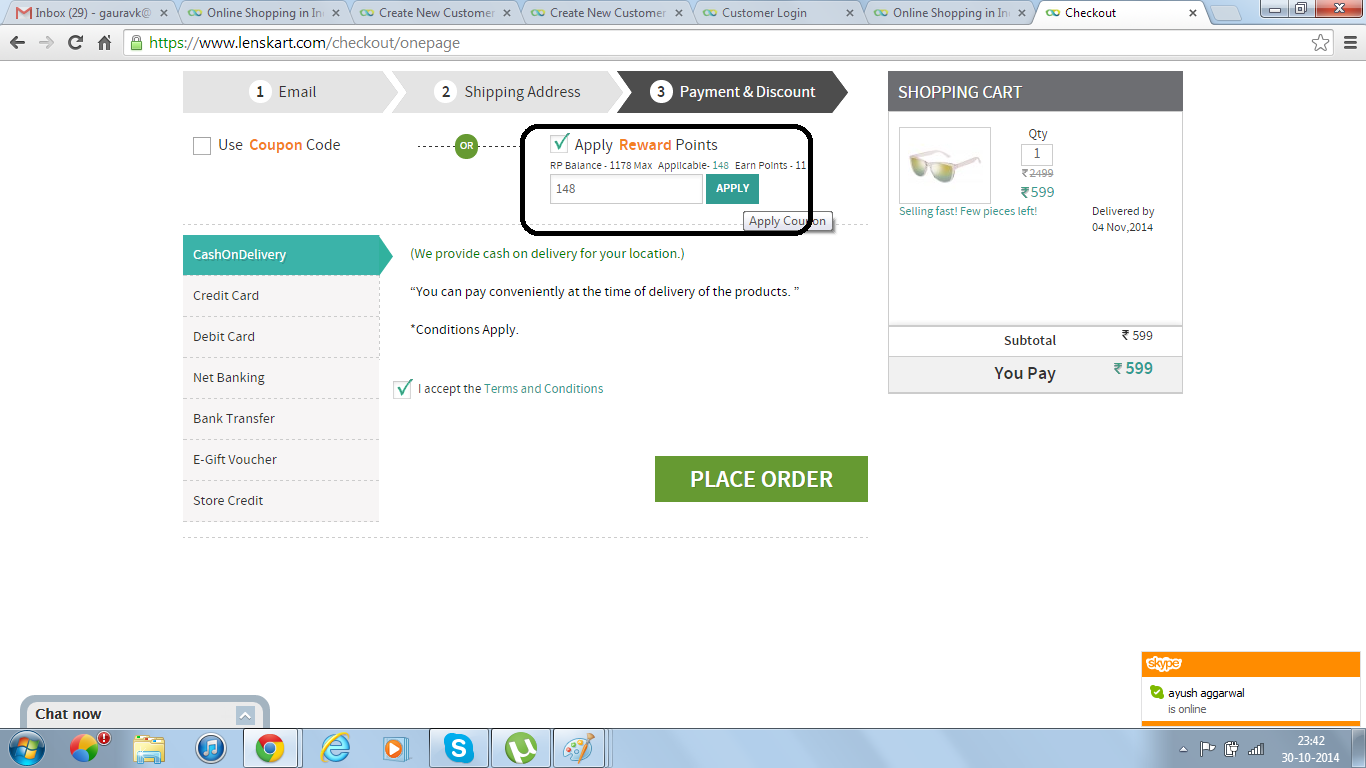 Inbox (29) - gauravk@
Online Shopping in In
Create New Customer
Create New Customer
Customer Login
Online Shopping in In
Checkout
https://www.lenskart.com/checkout/onepage
1 Email
2 Shipping Address
3 Payment & Discount
SHOPPING CART
Use Coupon Code
OR
Apply Reward Points
RP Balance - 1178 Max Applicable- 148 Earn Points - 11
148
APPLY
Apply Coupon
Qty
1
₹2499
₹599
Selling fast! Few pieces left!
Delivered by
04 Nov,2014
Subtotal ₹ 599
You Pay ₹ 599
CashOnDelivery
Credit Card
Debit Card
Net Banking
Bank Transfer
E-Gift Voucher
Store Credit
(We provide cash on delivery for your location.)
“You can pay conveniently at the time of delivery of the products. ”
*Conditions Apply.
I accept the Terms and Conditions
PLACE ORDER
skype
ayush aggarwal
is online
Chat now
23:42
30-10-2014